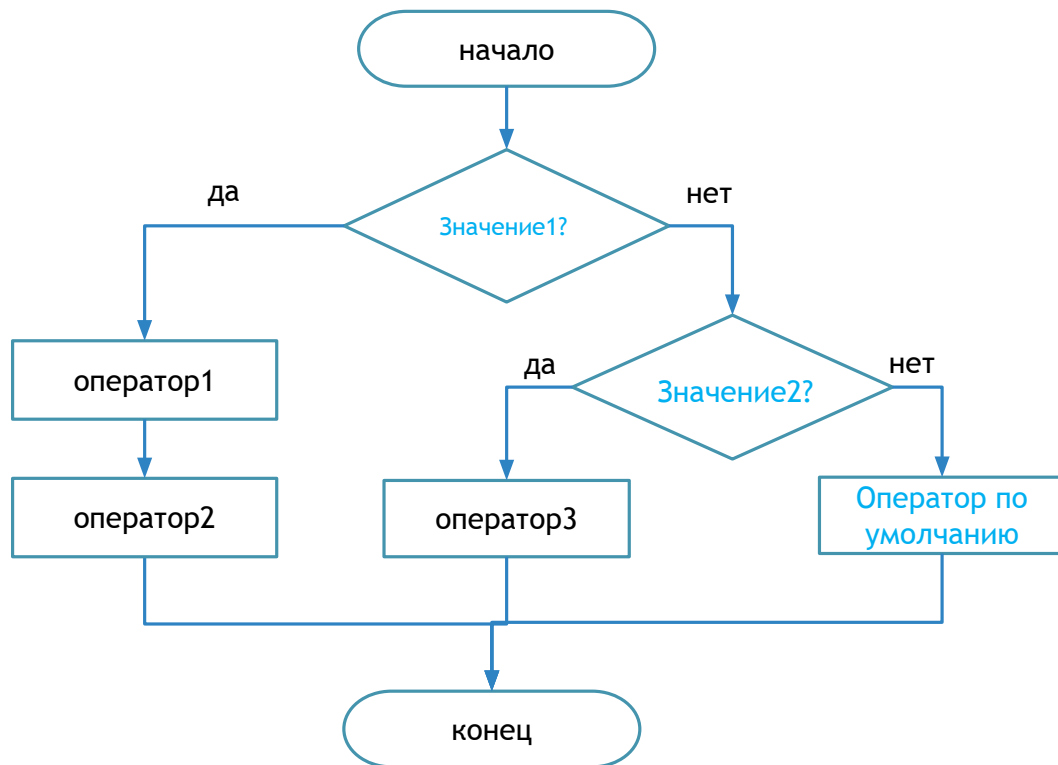 начало
да
нет
Значение1?
оператор1
да
Значение2?
нет
оператор2
оператор3
Оператор по
умолчанию
конец